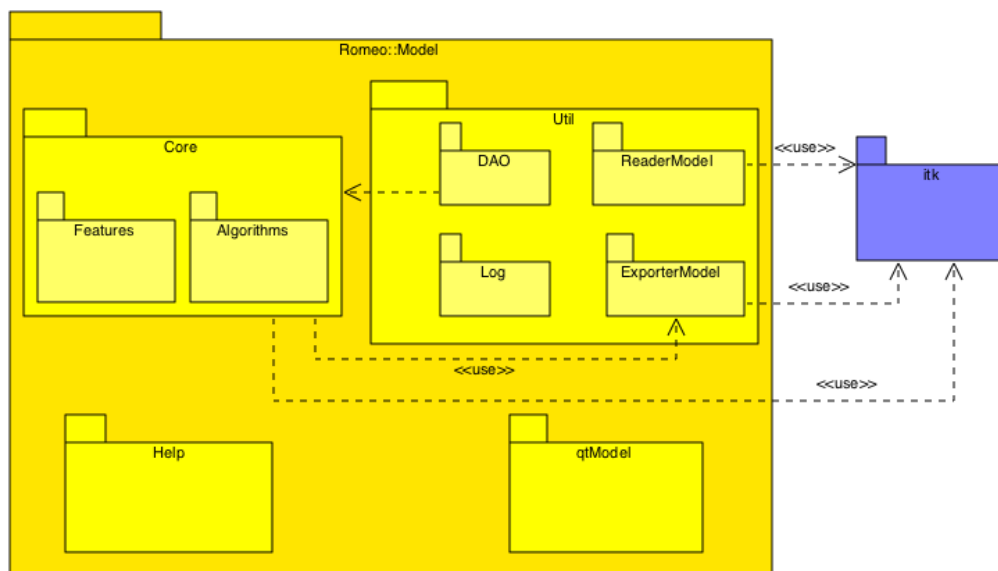 Romeo::Model
Util
Core
<<use>>
DAO
ReaderModel
itk
Features
Algorithms
Log
ExporterModel
<<use>>
<<use>>
<<use>>
Help
qtModel